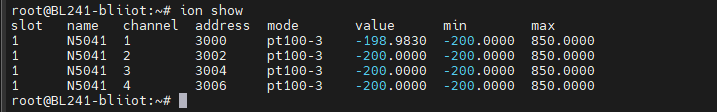 root@BL241-bliiot:~# ion show
slot name channel address mode value min max
1 N5041 1 3000 pt100-3 -198.9830 -200.0000 850.0000
1 N5041 2 3002 pt100-3 -200.0000 -200.0000 850.0000
1 N5041 3 3004 pt100-3 -200.0000 -200.0000 850.0000
1 N5041 4 3006 pt100-3 -200.0000 -200.0000 850.0000
root@BL241-bliiot:~#